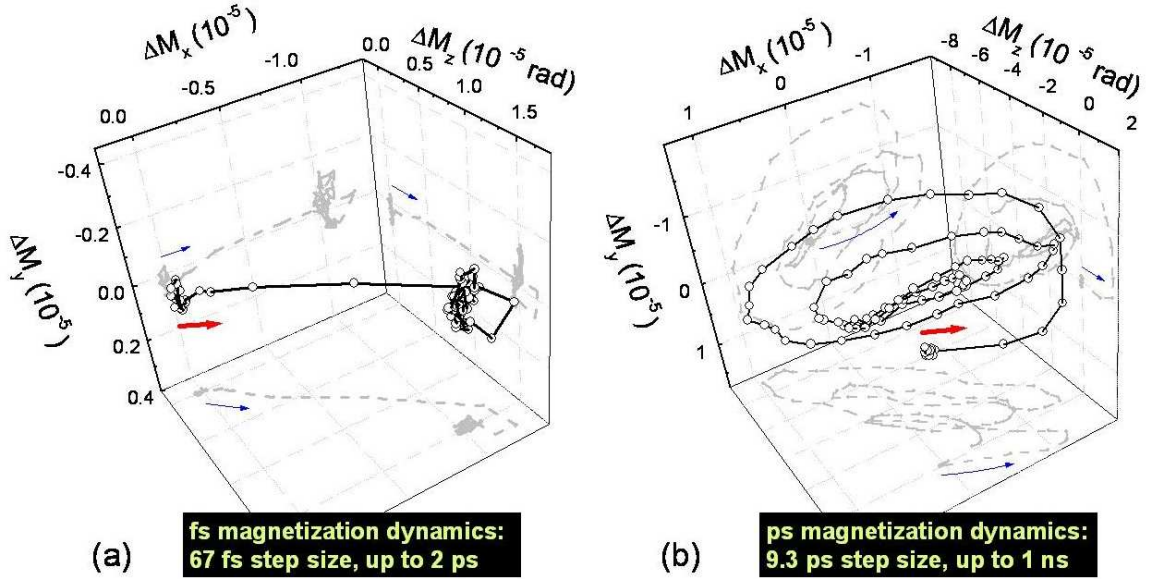 ΔMx (10-5)
ΔMz (10-5 rad)
0.0
-0.5
-1.0
0.0
0.5
1.0
1.5
-0.4
-0.2
0.0
0.2
0.4
ΔMy (10-5)
(a)
fs magnetization dynamics:
67 fs step size, up to 2 ps
ΔMx (10-5)
ΔMz (10-5 rad)
1
0
-1
-8
-6
-4
-2
0
2
-1
0
1
ΔMy (10-5)
(b)
ps magnetization dynamics:
9.3 ps step size, up to 1 ns